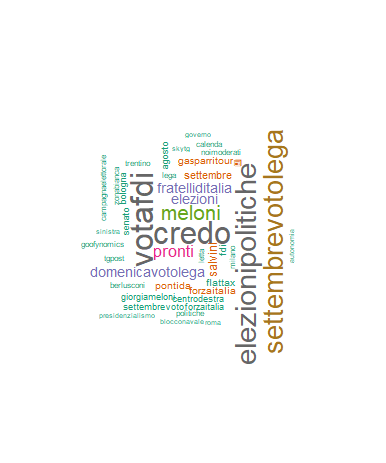 governo
skytg
calenda
noimoderati
agosto
trentino
gasparritour
lega
settembre
campagnaelettorale
zonabianca
bologna
fratelliditalia
elezioni
meloni
senato
votafdi
credo
sinistra
goofynomics
pronti
tgpost
letta
salvini
fdi
milano
elezionipolitiche
settembrevotolega
autonomia
domenicavotolega
berlusconi
pontida
flattax
forzaitalia
giorgiameloni
centrodestra
settembrevotoforzaitalia
politiche
presidenzialismo
blocconavale
roma